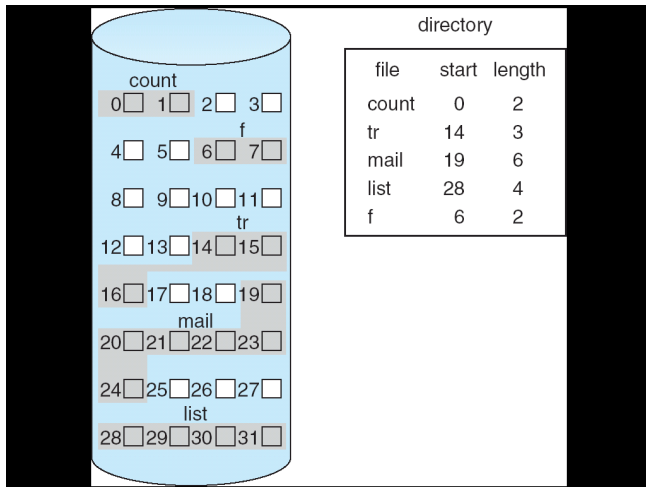 directory
file start length
count 0 2
tr 14 3
mail 19 6
list 28 4
f 6 2
count
0 1 2 3
f
4 5 6 7
8 9 10 11
tr
12 13 14 15
16 17 18 19
mail
20 21 22 23
24 25 26 27
list
28 29 30 31